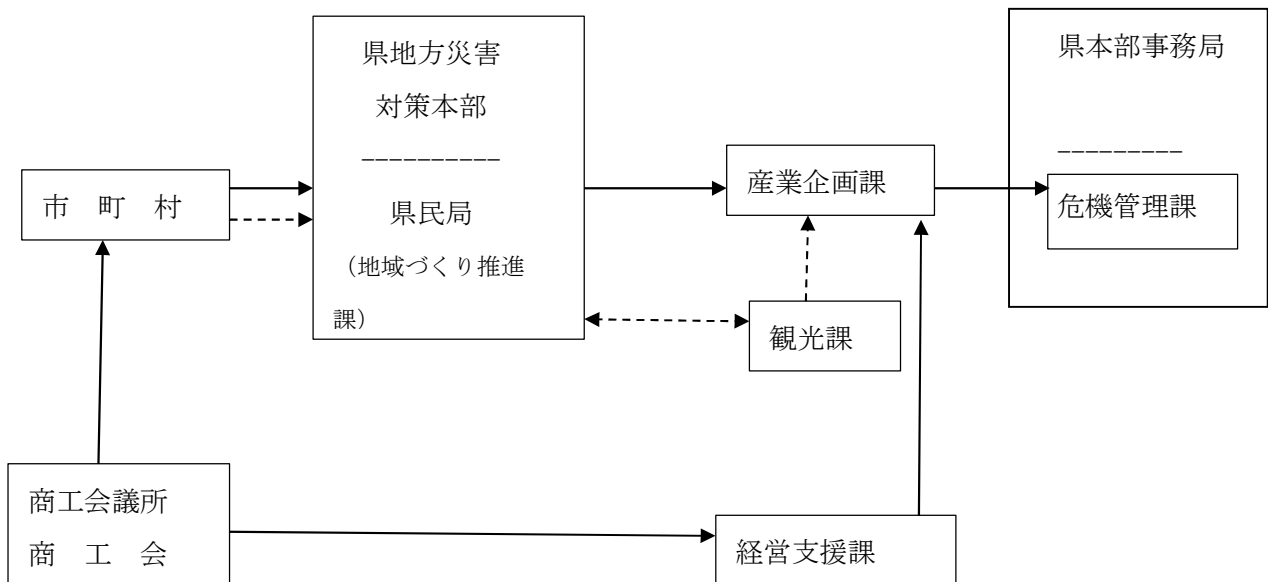 県地方災害
対策本部
----------
県民局
（地域づくり推進
課）
県本部事務局
---------
危機管理課
市　町　村
産業企画課
観光課
商工会議所
商　工　会
経営支援課